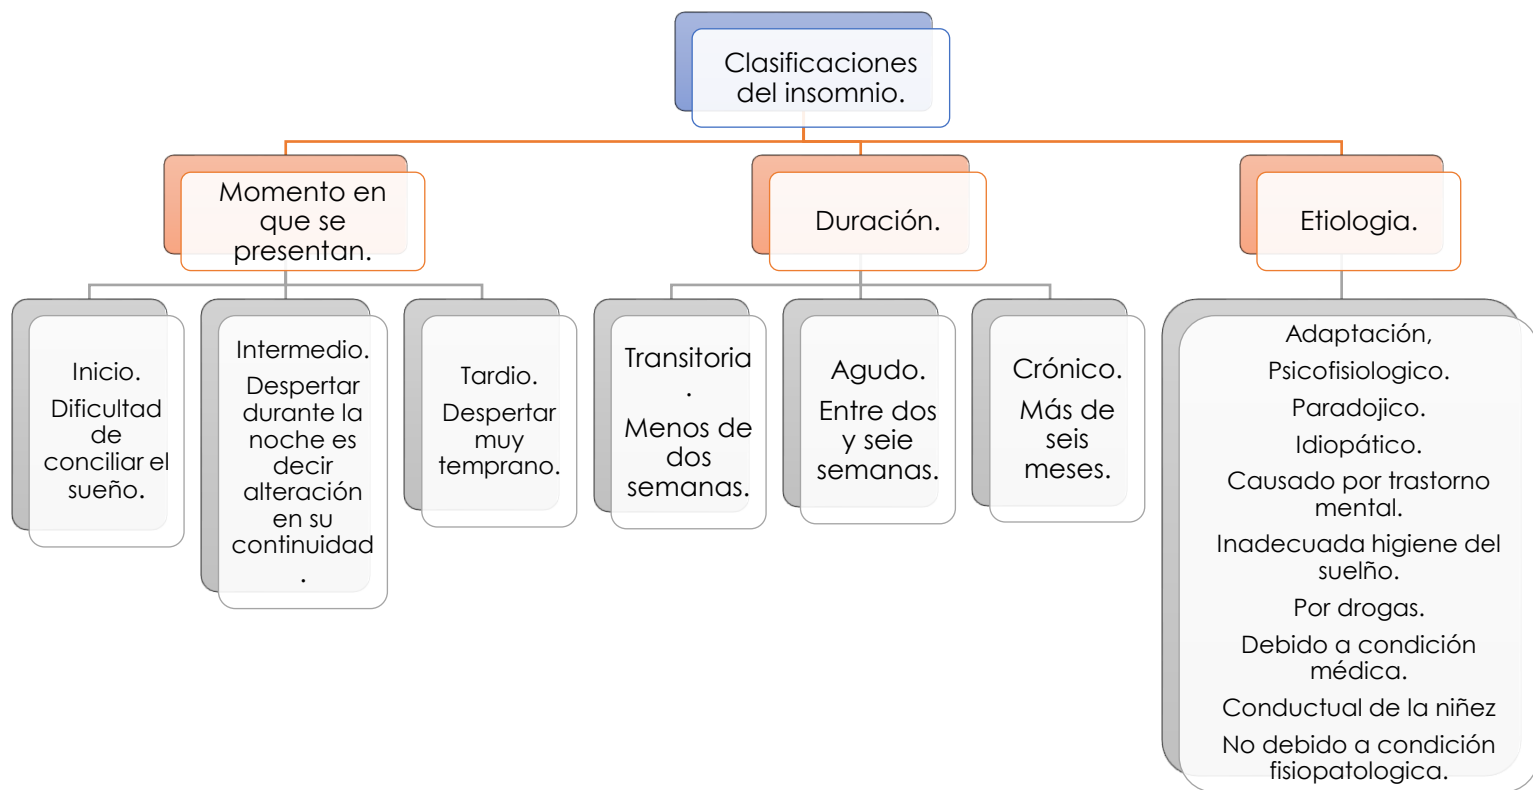 Clasificaciones
del insomnio.
Momento en
que se
presentan.
Duración.
Etiologia.
Inicio.
Dificultad
de
conciliar el
sueño.
Intermedio.
Despertar
durante la
noche es
decir
alteración
en su
continuidad
.
Tardio.
Despertar
muy
temprano.
Transitoria
.
Menos de
dos
semanas.
Agudo.
Entre dos
y seie
semanas.
Crónico.
Más de
seis
meses.
Adaptación,
Psicofisiologico.
Paradojico.
Idiopático.
Causado por trastorno
mental.
Inadecuada higiene del
suelño.
Por drogas.
Debido a condición
médica.
Conductual de la niñez
No debido a condición
fisiopatologica.